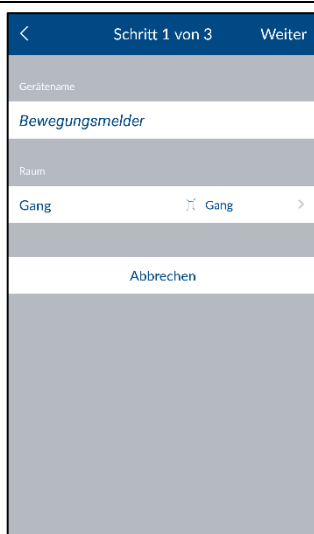 Schritt 1 von 3 Weiter
Gerätename
Bewegungsmelder
Raum
Gang Gang
Abbrechen